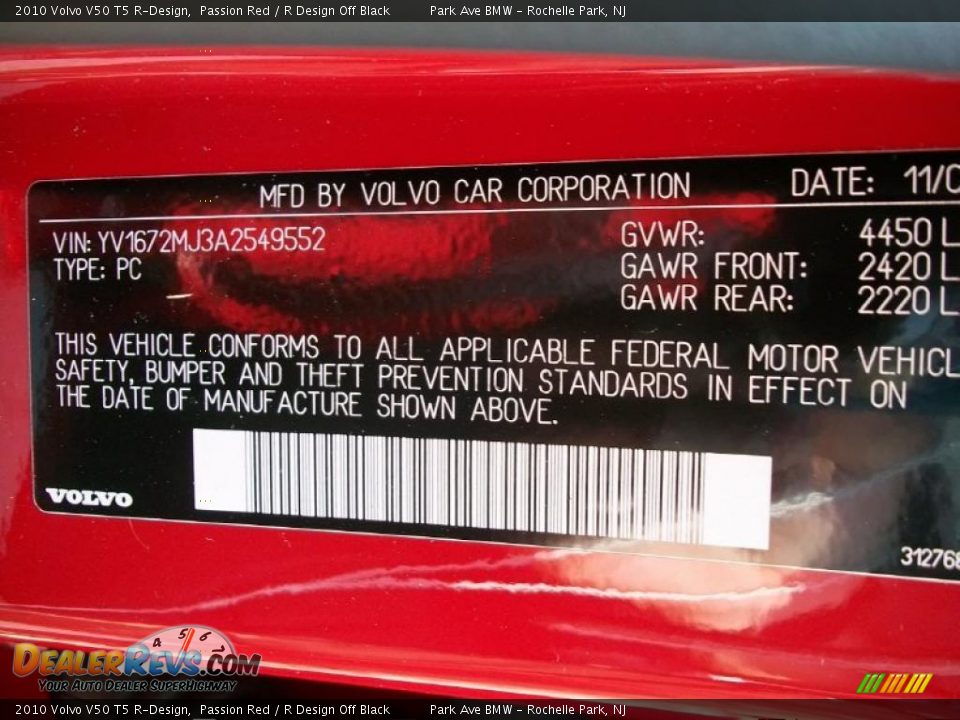 2010 Volvo V50 T5 R-Design, Passion Red / R Design Off Black Park Ave BMW - Rochelle Park, NJ
MFD BY VOLVO CAR CORPORATION DATE: 11/0
VIN: YV1672MJ3A2549552 GVWR: 4450 L
TYPE: PC GAWR FRONT: 2420 L
GAWR REAR: 2220 L
THIS VEHICLE CONFORMS TO ALL APPLICABLE FEDERAL MOTOR VEHICL
SAFETY, BUMPER AND THEFT PREVENTION STANDARDS IN EFFECT ON
THE DATE OF MANUFACTURE SHOWN ABOVE.
VOLVO
312768
4 5 6
DEALERREVS.COM
Your Auto Dealer SuperHighway
2010 Volvo V50 T5 R-Design, Passion Red / R Design Off Black Park Ave BMW - Rochelle Park, NJ